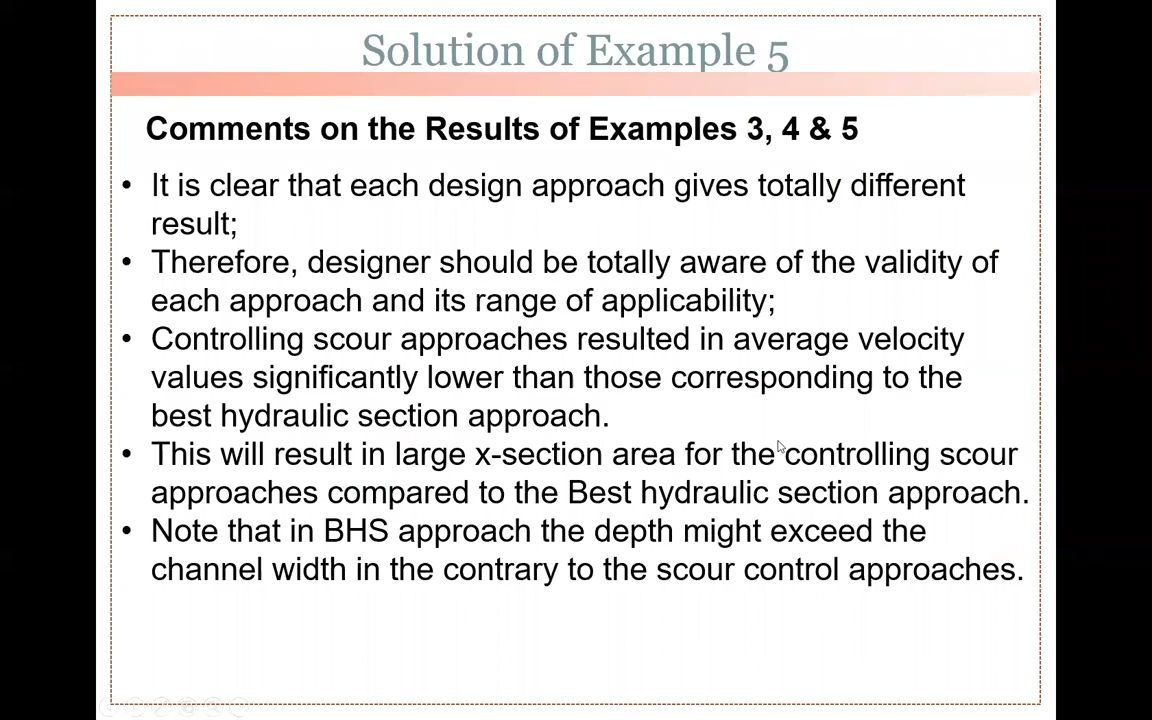 Solution of Example 5
Comments on the Results of Examples 3, 4 & 5
• It is clear that each design approach gives totally different
result;
• Therefore, designer should be totally aware of the validity of
each approach and its range of applicability;
• Controlling scour approaches resulted in average velocity
values significantly lower than those corresponding to the
best hydraulic section approach.
• This will result in large x-section area for the controlling scour
approaches compared to the Best hydraulic section approach.
• Note that in BHS approach the depth might exceed the
channel width in the contrary to the scour control approaches.